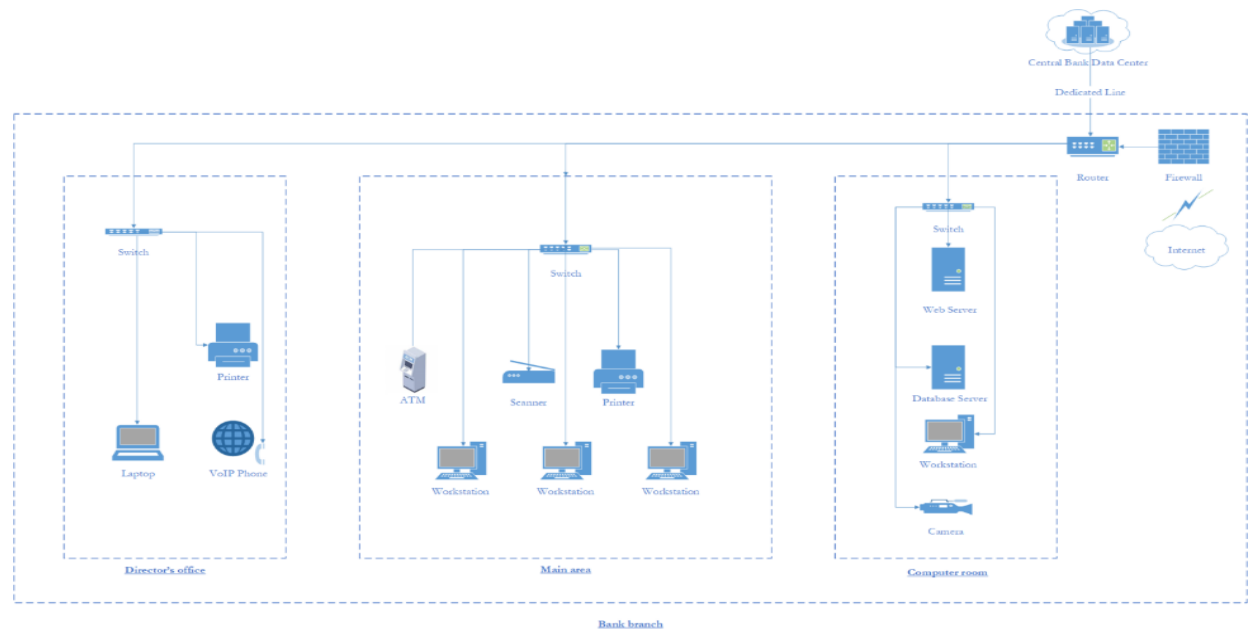 Central Bank Data Center
Dedicated Line
Router
Firewall
Internet
Switch
Printer
Laptop
VoIP Phone
Director's office
Switch
ATM
Scanner
Printer
Workstation
Workstation
Workstation
Main area
Switch
Web Server
Database Server
Workstation
Camera
Computer room
Bank branch